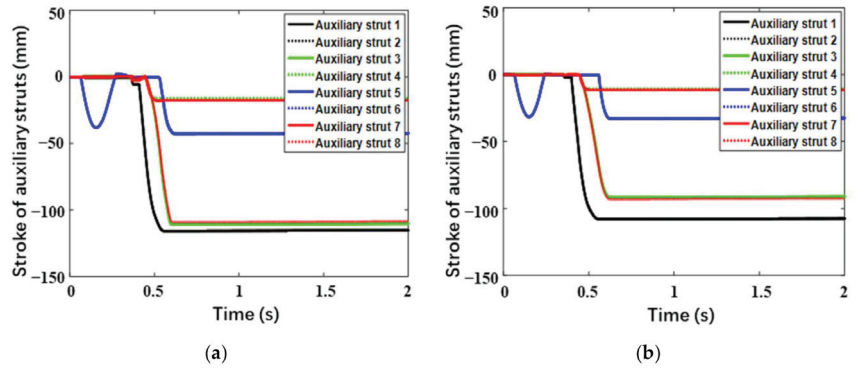 Stroke of auxiliary struts (mm)
50
0
−50
−100
−150
0
0.5
1
1.5
2
Time (s)
Auxiliary strut 1
Auxiliary strut 2
Auxiliary strut 3
Auxiliary strut 4
Auxiliary strut 5
Auxiliary strut 6
Auxiliary strut 7
Auxiliary strut 8
(a)
Stroke of auxiliary struts (mm)
50
0
−50
−100
−150
0
0.5
1
1.5
2
Time (s)
Auxiliary strut 1
Auxiliary strut 2
Auxiliary strut 3
Auxiliary strut 4
Auxiliary strut 5
Auxiliary strut 6
Auxiliary strut 7
Auxiliary strut 8
(b)